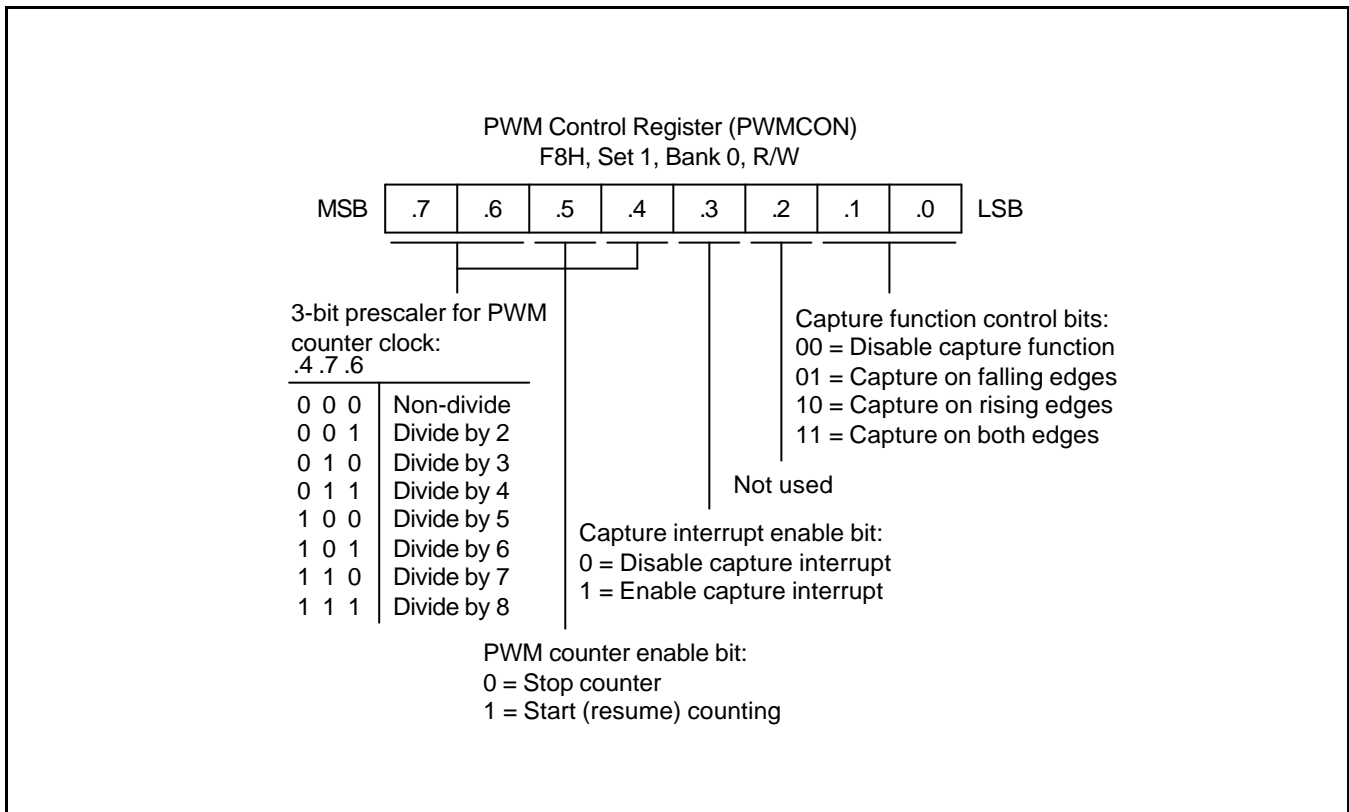 PWM Control Register (PWMCON)
F8H, Set 1, Bank 0, R/W
MSB .7 .6 .5 .4 .3 .2 .1 .0 LSB
3-bit prescaler for PWM
counter clock:
.4 .7 .6
0 0 0 Non-divide
0 0 1 Divide by 2
0 1 0 Divide by 3
0 1 1 Divide by 4
1 0 0 Divide by 5
1 0 1 Divide by 6
1 1 0 Divide by 7
1 1 1 Divide by 8
Capture function control bits:
00 = Disable capture function
01 = Capture on falling edges
10 = Capture on rising edges
11 = Capture on both edges
Not used
Capture interrupt enable bit:
0 = Disable capture interrupt
1 = Enable capture interrupt
PWM counter enable bit:
0 = Stop counter
1 = Start (resume) counting